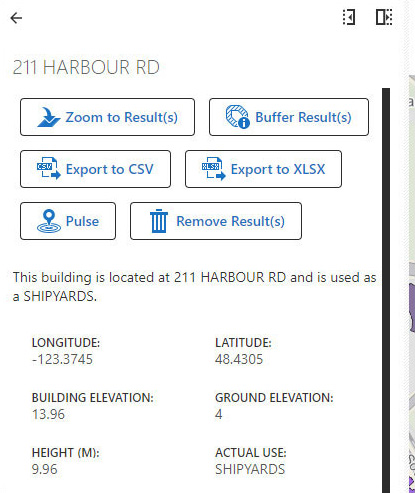 211 HARBOUR RD
Zoom to Result(s)
Buffer Result(s)
CSV
Export to CSV
XLSX
Export to XLSX
Pulse
Remove Result(s)
This building is located at 211 HARBOUR RD and is used as
a SHIPYARDS.
LONGITUDE:
-123.3745
LATITUDE:
48.4305
BUILDING ELEVATION:
13.96
GROUND ELEVATION:
4
HEIGHT (M):
9.96
ACTUAL USE:
SHIPYARDS